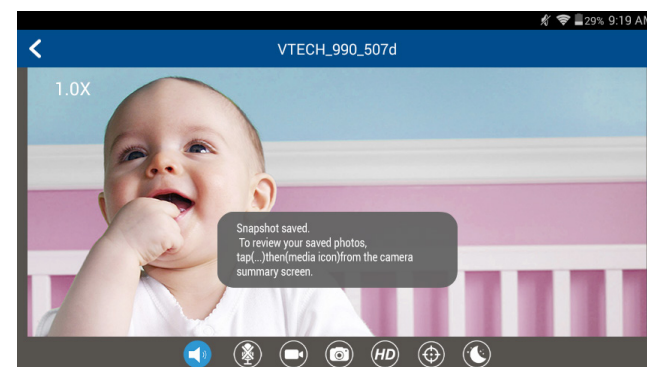 29% 9:19 AM
VTECH_990_507d
1.0X
Snapshot saved.
To review your saved photos,
tap(...)then(media icon)from the camera
summary screen.
HD